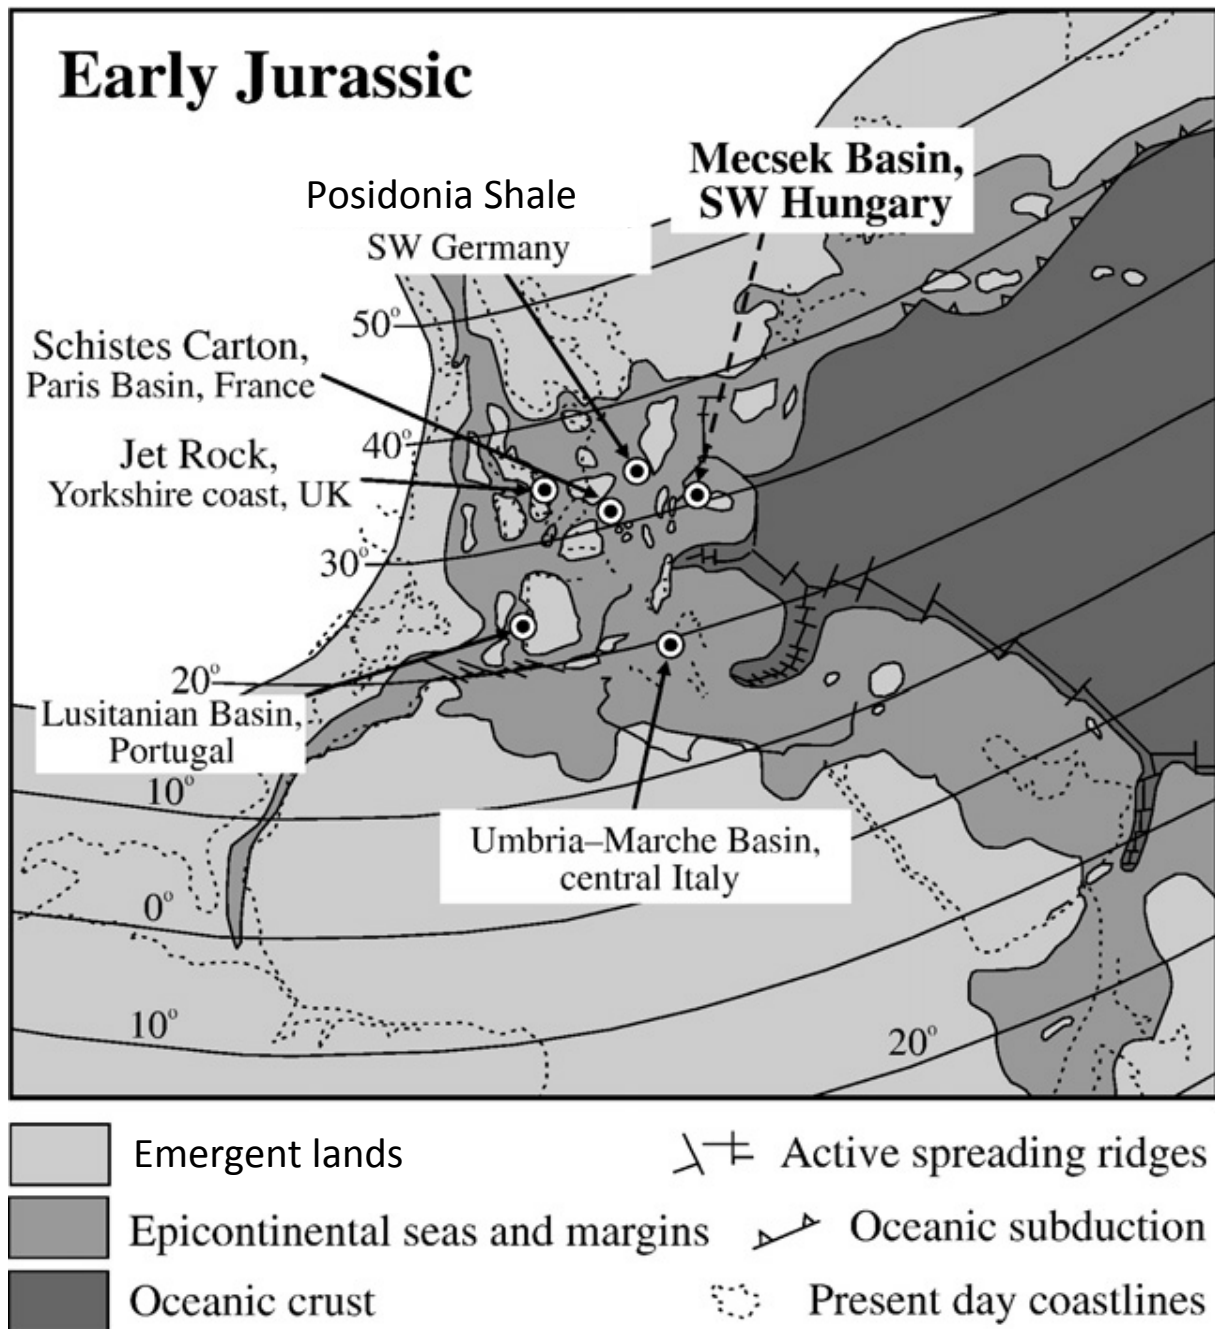 Early Jurassic
Mecsek Basin,
SW Hungary
Posidonia Shale
SW Germany
50°
Schistes Carton,
Paris Basin, France
40°
Jet Rock,
Yorkshire coast, UK
30°
20°
Lusitanian Basin,
Portugal
10°
Umbria–Marche Basin,
central Italy
0°
10°
20°
Emergent lands
Active spreading ridges
Epicontinental seas and margins
Oceanic subduction
Oceanic crust
Present day coastlines